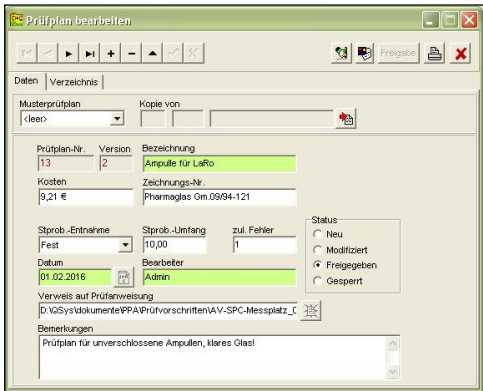 Prüfplan bearbeiten
Freigabe
Daten Verzeichnis
Musterprüfplan Kopie von
<leer>
Prüfplan-Nr. Version Bezeichnung
13 2 Ampulle für LaRo
Kosten Zeichnungs-Nr.
9,21 € Pharmaglas Gm.09/94-121
Stprob.-Entnahme Stprob.-Umfang zul. Fehler
Fest 10,00 1
Status
Neu
Modifiziert
Freigegeben
Gesperrt
Datum Bearbeiter
01.02.2016 Admin
Verweis auf Prüfanweisung
D:\QSys\dokumente\PPA\Prüfvorschriften\AV-SPC-Messplatz_
Bemerkungen
Prüfplan für unverschlossene Ampullen, klares Glas!